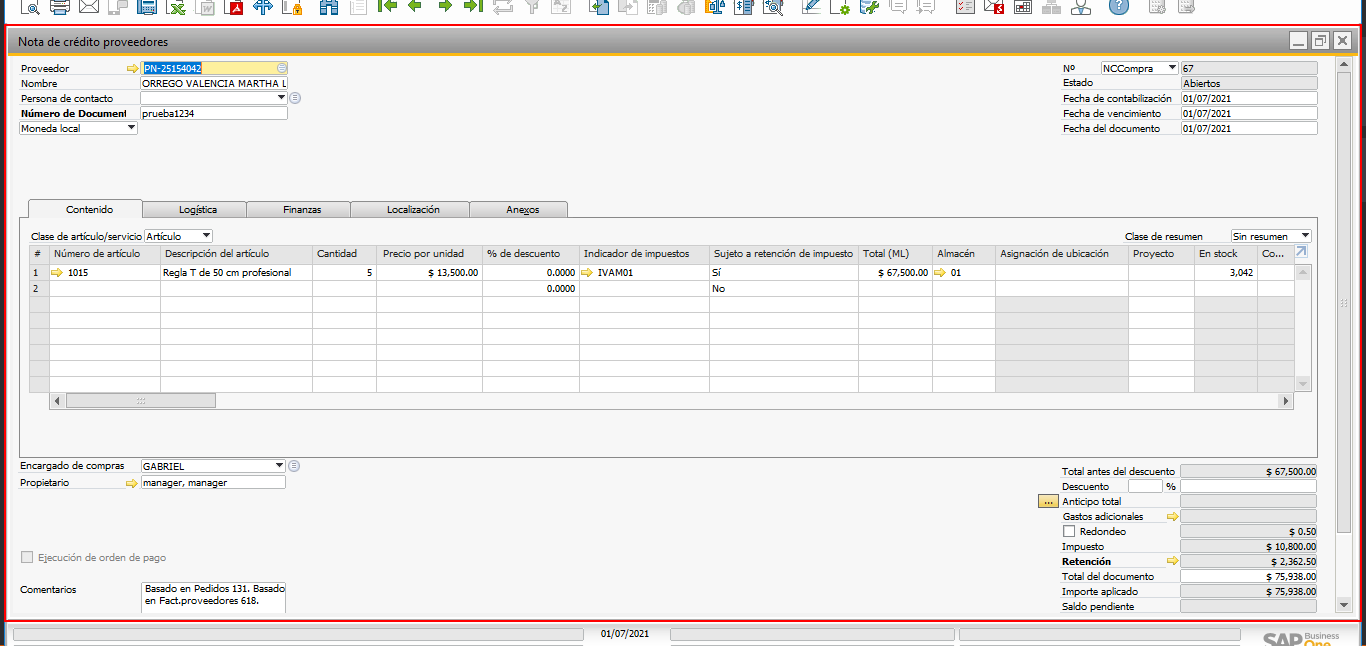 Nota de crédito proveedores
Proveedor PN-25154042
Nombre ORREGO VALENCIA MARTHA L
Persona de contacto
Número de Document prueba1234
Moneda local
Nº NCCompra 67
Estado Abiertos
Fecha de contabilización 01/07/2021
Fecha de vencimiento 01/07/2021
Fecha del documento 01/07/2021
Contenido Logística Finanzas Localización Anexos
Clase de artículo/servicio Artículo Clase de resumen Sin resumen
# Número de artículo Descripción del artículo Cantidad Precio por unidad % de descuento Indicador de impuestos Sujeto a retención de impuesto Total (ML) Almacén Asignación de ubicación Proyecto En stock Co...
1 1015 Regla T de 50 cm profesional 5 $ 13,500.00 0.0000 IVAM01 Sí $ 67,500.00 01 3,042
2 0.0000 No
Encargado de compras GABRIEL
Propietario manager, manager
Ejecución de orden de pago
Comentarios Basado en Pedidos 131. Basado
en Fact.proveedores 618.
Total antes del descuento $ 67,500.00
Descuento %
... Anticipo total
Gastos adicionales
Redondeo $ 0.50
Impuesto $ 10,800.00
Retención $ 2,362.50
Total del documento $ 75,938.00
Importe aplicado $ 75,938.00
Saldo pendiente
01/07/2021
SAP Business
One